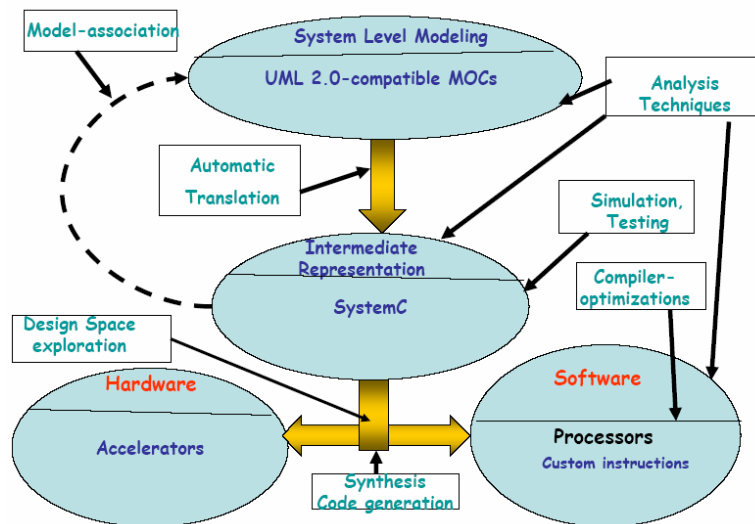 Model-association
System Level Modeling
UML 2.0-compatible MOCs
Analysis
Techniques
Automatic
Translation
Simulation,
Testing
Intermediate
Representation
SystemC
Compiler-
optimizations
Design Space
exploration
Hardware
Accelerators
Software
Processors
Custom instructions
Synthesis
Code generation